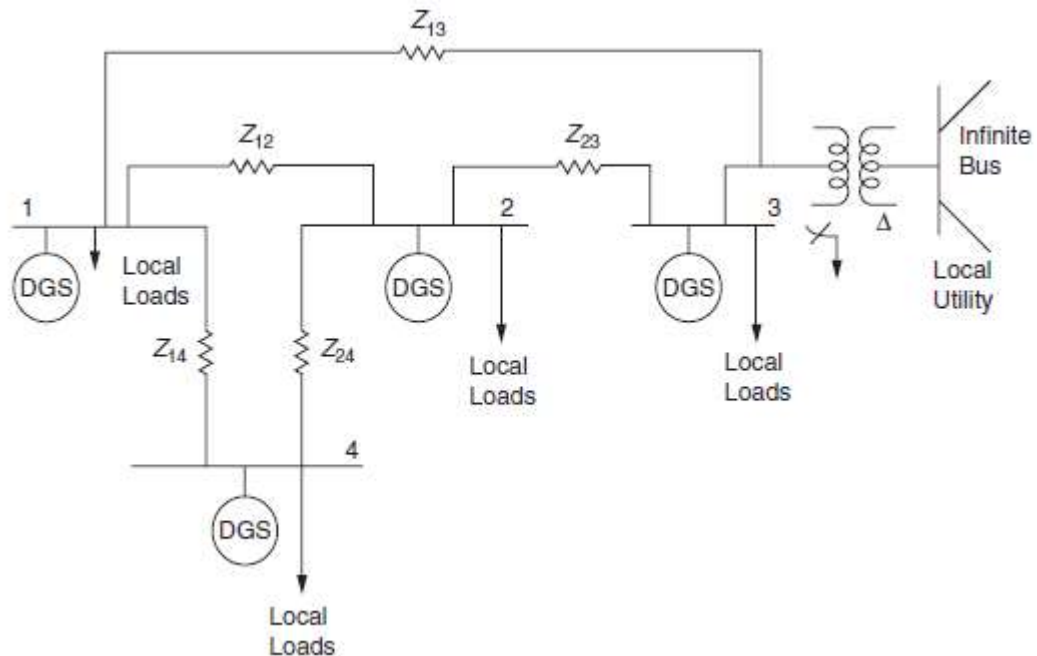 Z13
Z12
Z23
1
2
3
Δ
Infinite
Bus
DGS
Local
Loads
DGS
DGS
Local
Utility
Z14
Z24
Local
Loads
Local
Loads
4
DGS
Local
Loads